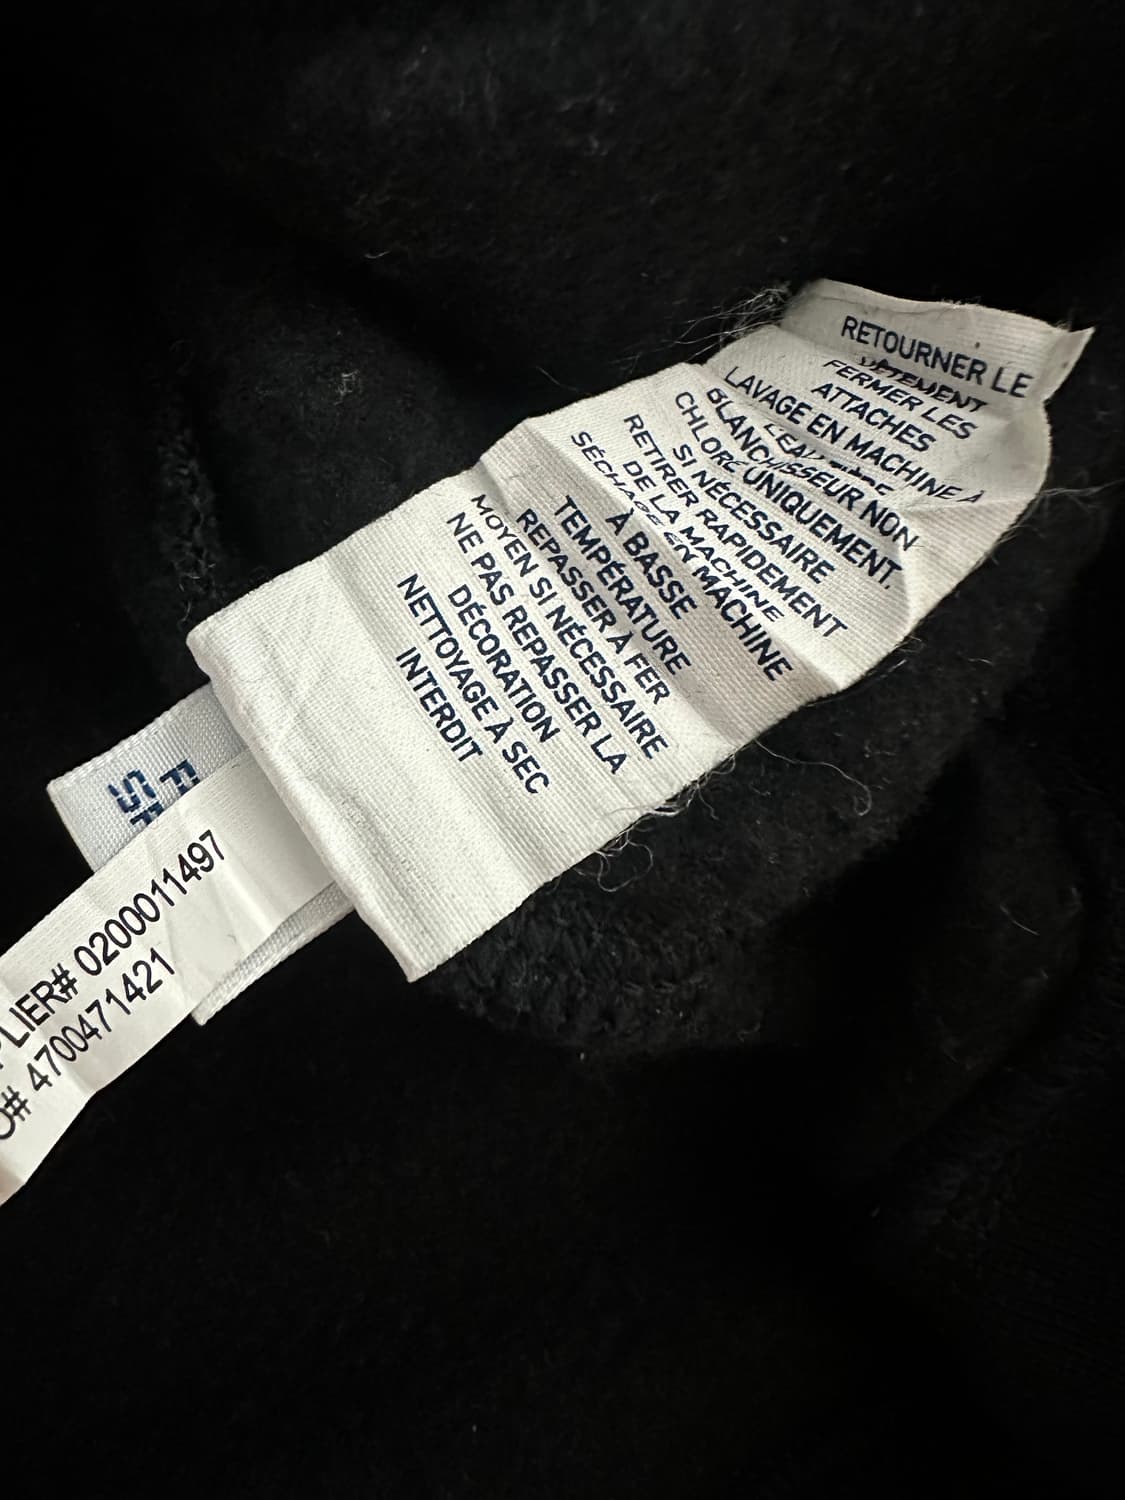 RETOURNER LE
VÊTEMENT
FERMER LES
ATTACHES
LAVAGE EN MACHINE À
BLANCHISSEUR NON
CHLORÉ UNIQUEMENT.
SI NÉCESSAIRE
RETIRER RAPIDEMENT
DE LA MACHINE
SÉCHAGE EN MACHINE
À BASSE
TEMPÉRATURE
REPASSER À FER
MOYEN SI NÉCESSAIRE
NE PAS REPASSER LA
DÉCORATION
NETTOYAGE À SEC
INTERDIT
PLIER# 0200011497
O# 4700471421